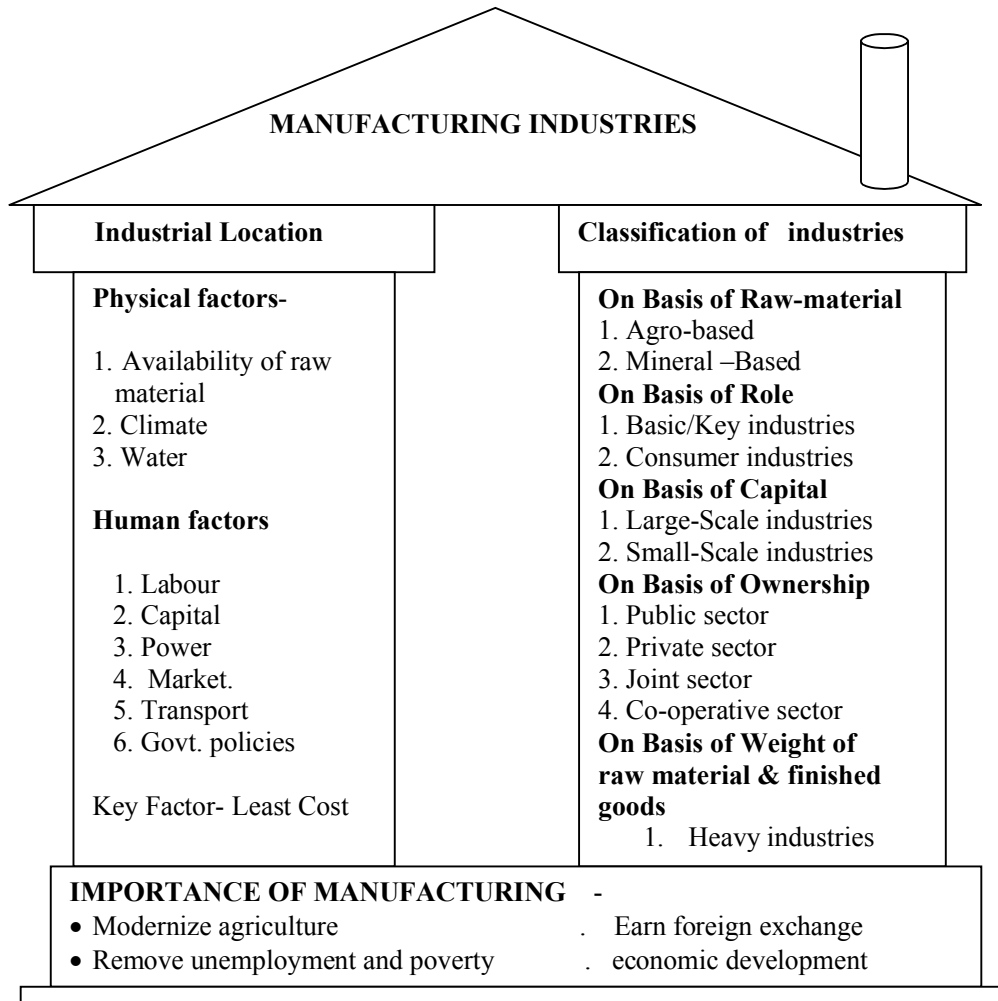 MANUFACTURING INDUSTRIES
Industrial Location
Physical factors-
1. Availability of raw
material
2. Climate
3. Water
Human factors
1. Labour
2. Capital
3. Power
4. Market.
5. Transport
6. Govt. policies
Key Factor- Least Cost
Classification of industries
On Basis of Raw-material
1. Agro-based
2. Mineral –Based
On Basis of Role
1. Basic/Key industries
2. Consumer industries
On Basis of Capital
1. Large-Scale industries
2. Small-Scale industries
On Basis of Ownership
1. Public sector
2. Private sector
3. Joint sector
4. Co-operative sector
On Basis of Weight of
raw material & finished
goods
1. Heavy industries
IMPORTANCE OF MANUFACTURING -
• Modernize agriculture . Earn foreign exchange
• Remove unemployment and poverty . economic development